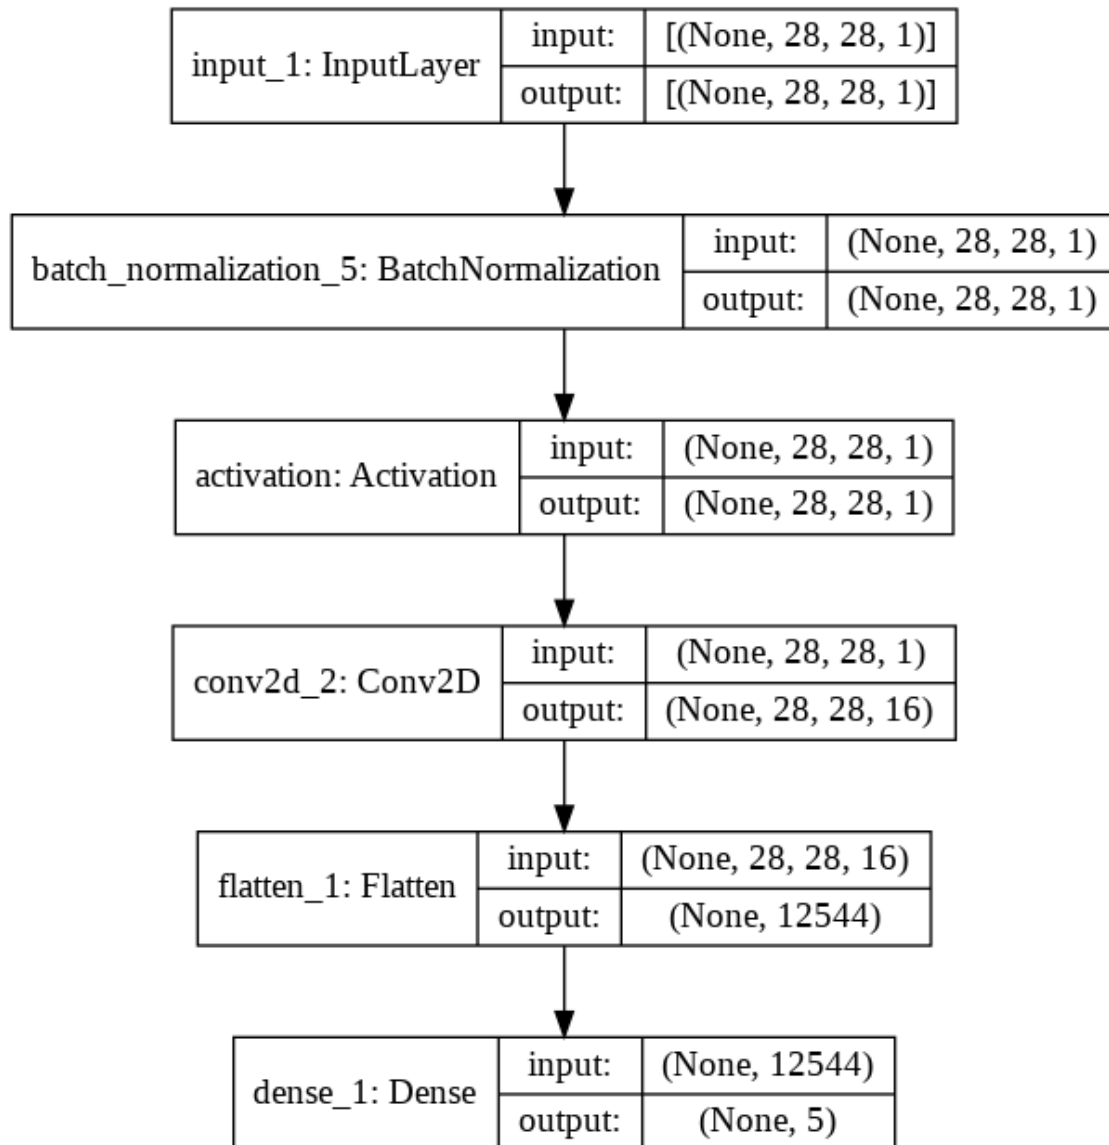 input_1: InputLayer
input: [(None, 28, 28, 1)]
output: [(None, 28, 28, 1)]
batch_normalization_5: BatchNormalization
input: (None, 28, 28, 1)
output: (None, 28, 28, 1)
activation: Activation
input: (None, 28, 28, 1)
output: (None, 28, 28, 1)
conv2d_2: Conv2D
input: (None, 28, 28, 1)
output: (None, 28, 28, 16)
flatten_1: Flatten
input: (None, 28, 28, 16)
output: (None, 12544)
dense_1: Dense
input: (None, 12544)
output: (None, 5)